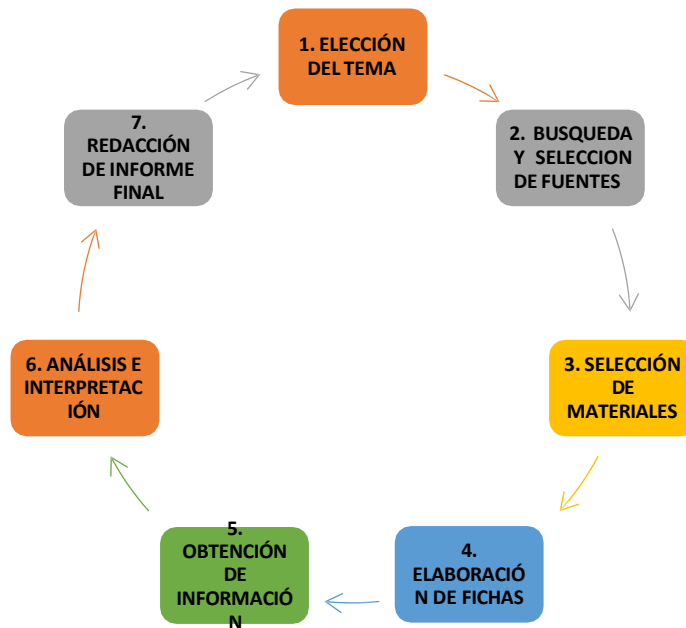 1. ELECCIÓN
DEL TEMA
2. BUSQUEDA
Y SELECCION
DE FUENTES
3. SELECCIÓN
DE
MATERIALES
4.
ELABORACIÓ
N DE FICHAS
5.
OBTENCIÓN
DE
INFORMACIÓ
N
6. ANÁLISIS E
INTERPRETAC
IÓN
7.
REDACCIÓN
DE INFORME
FINAL